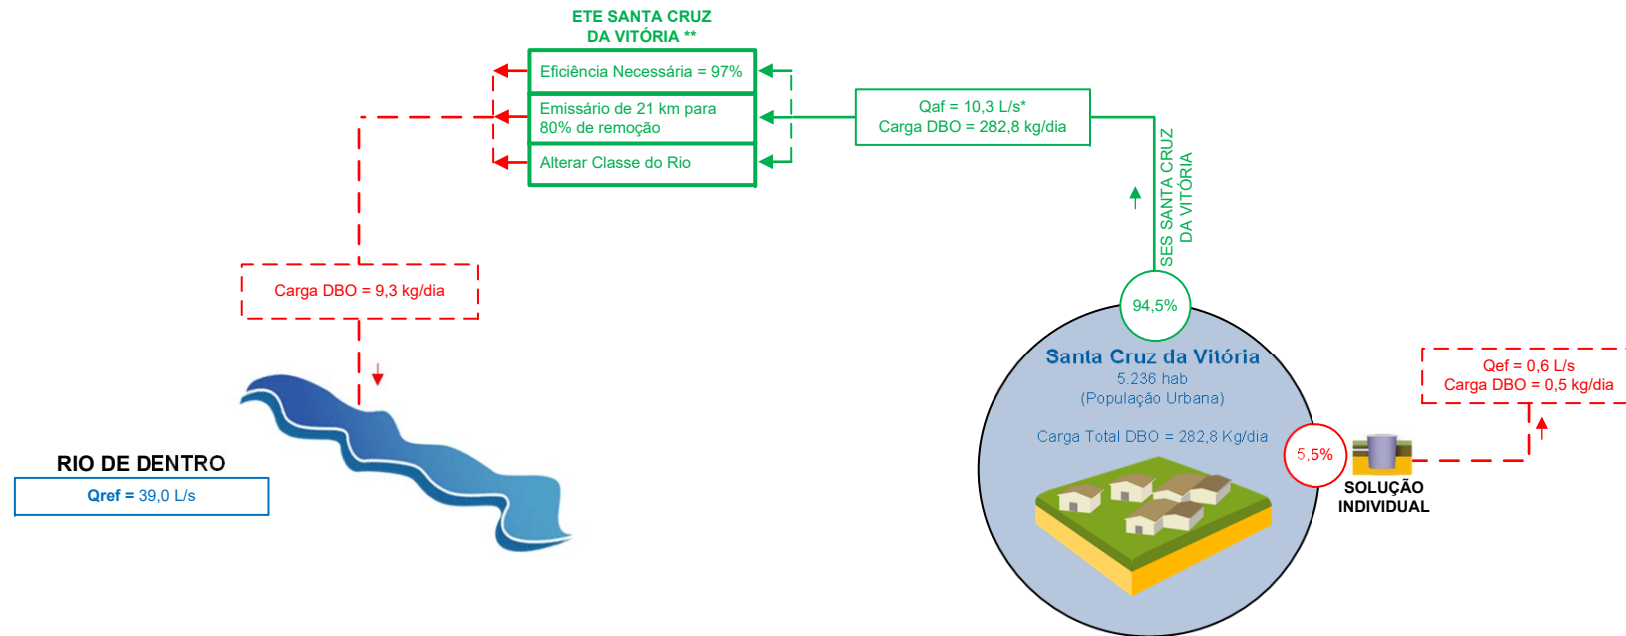 ETE SANTA CRUZ
DA VITÓRIA **
Eficiência Necessária = 97%
Emissário de 21 km para
80% de remoção
Alterar Classe do Rio
Qaf = 10,3 L/s*
Carga DBO = 282,8 kg/dia
SES SANTA CRUZ
DA VITÓRIA
Carga DBO = 9,3 kg/dia
94,5%
Santa Cruz da Vitória
5.236 hab
(População Urbana)
Carga Total DBO = 282,8 Kg/dia
5,5%
Qef = 0,6 L/s
Carga DBO = 0,5 kg/dia
SOLUÇÃO
INDIVIDUAL
RIO DE DENTRO
Qref = 39,0 L/s